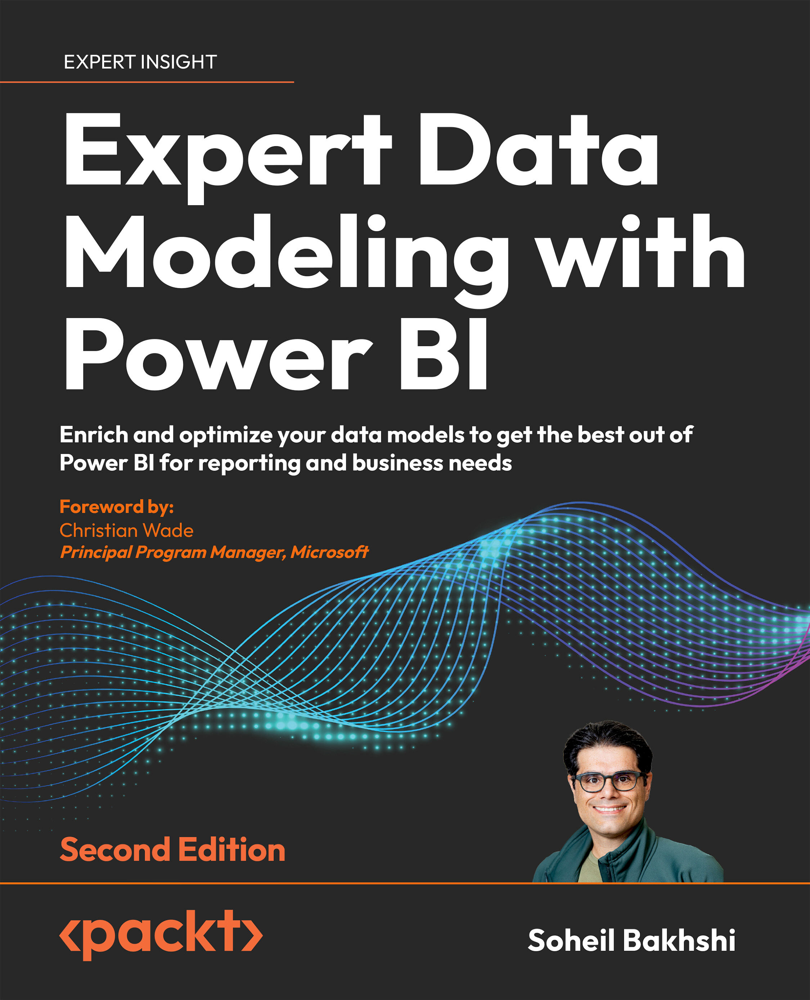 EXPERT INSIGHT
Expert Data
Modeling with
Power BI
Enrich and optimize your data models to get the best out of
Power BI for reporting and business needs
Foreword by:
Christian Wade
Principal Program Manager, Microsoft
Second Edition
<packt>
Soheil Bakhshi